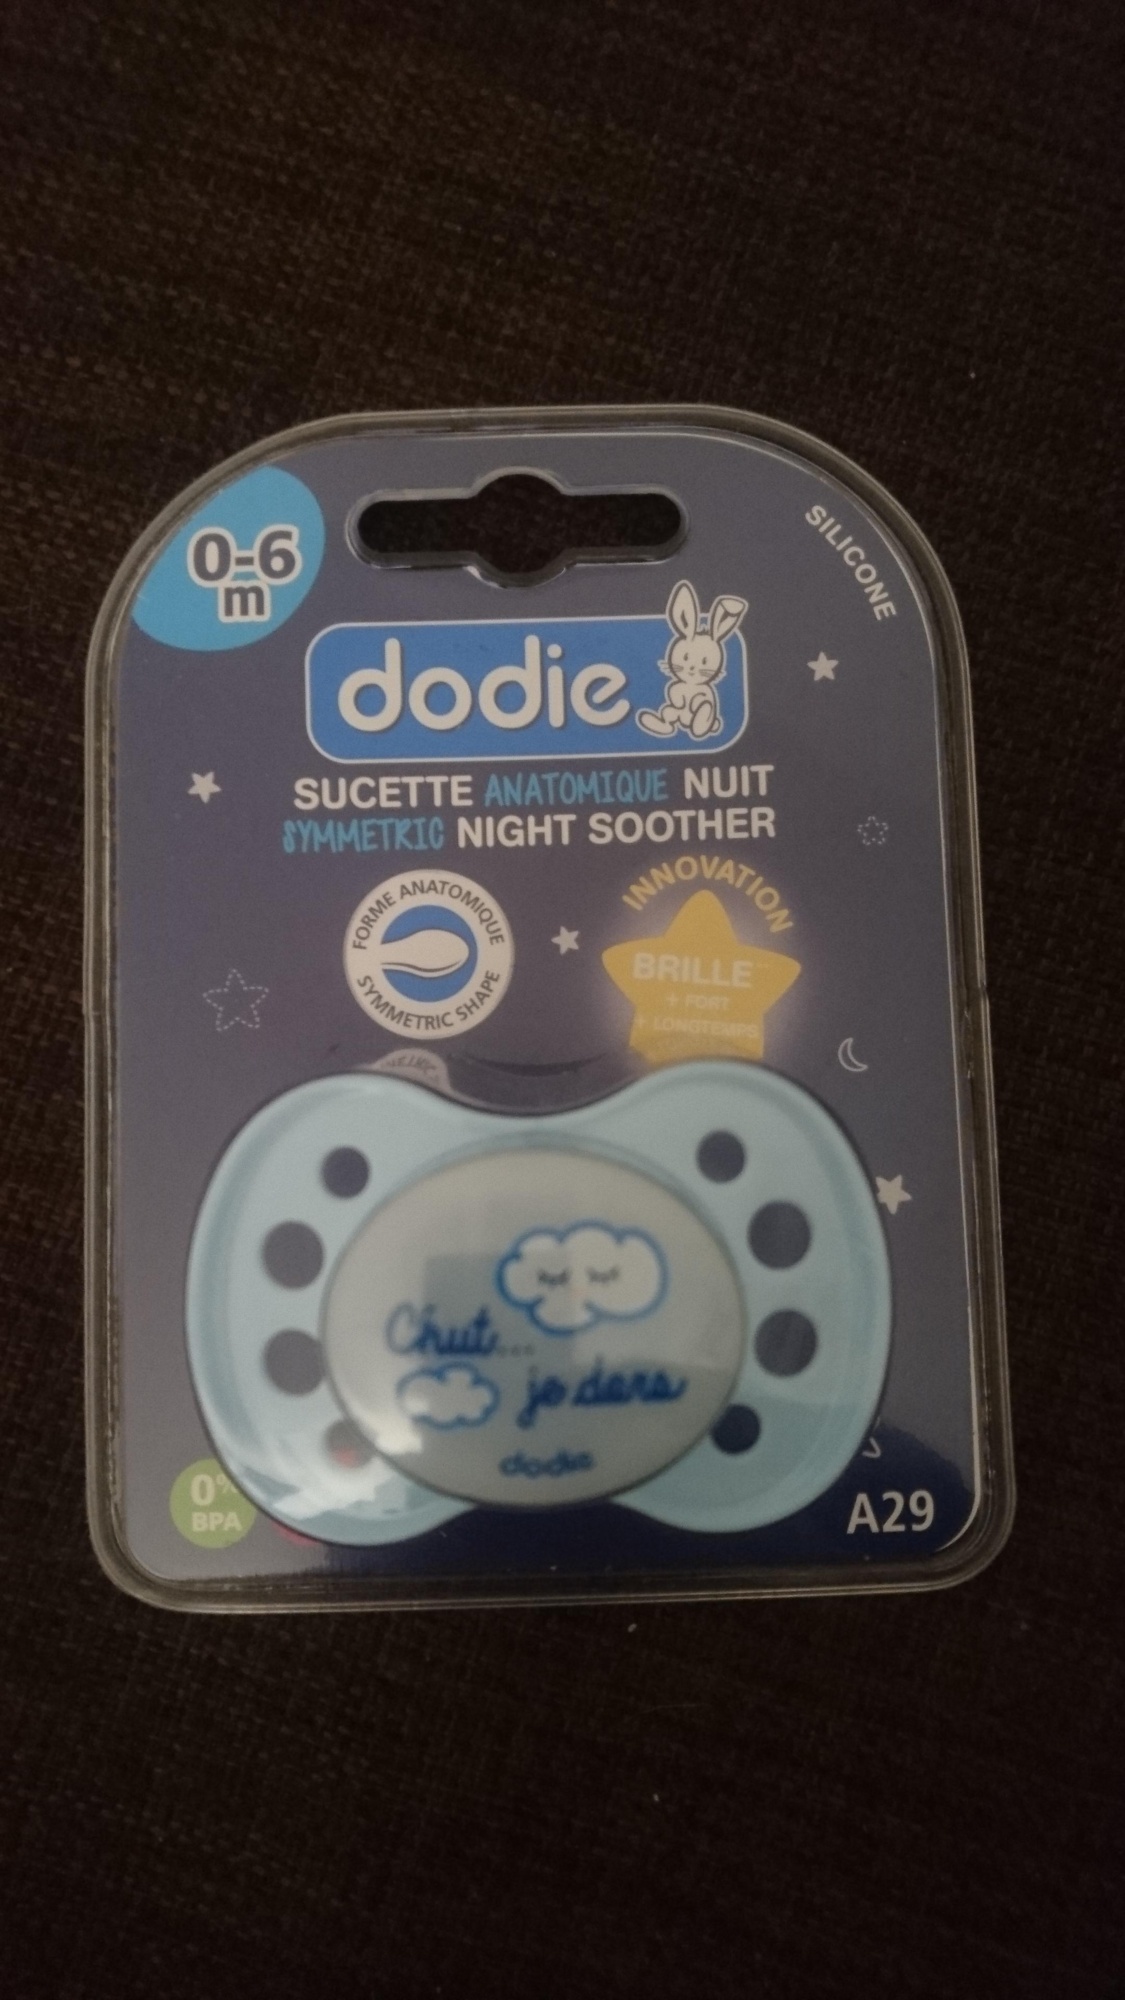 0-6
m
SILICONE
dodie
SUCETTE ANATOMIQUE NUIT
SYMMETRIC NIGHT SOOTHER
FORME ANATOMIQUE
SYMMETRIC SHAPE
INNOVATION
BRILLE
+ FORT
+ LONGTEMPS
Chut...
je dors
dodie
0%
BPA
A29